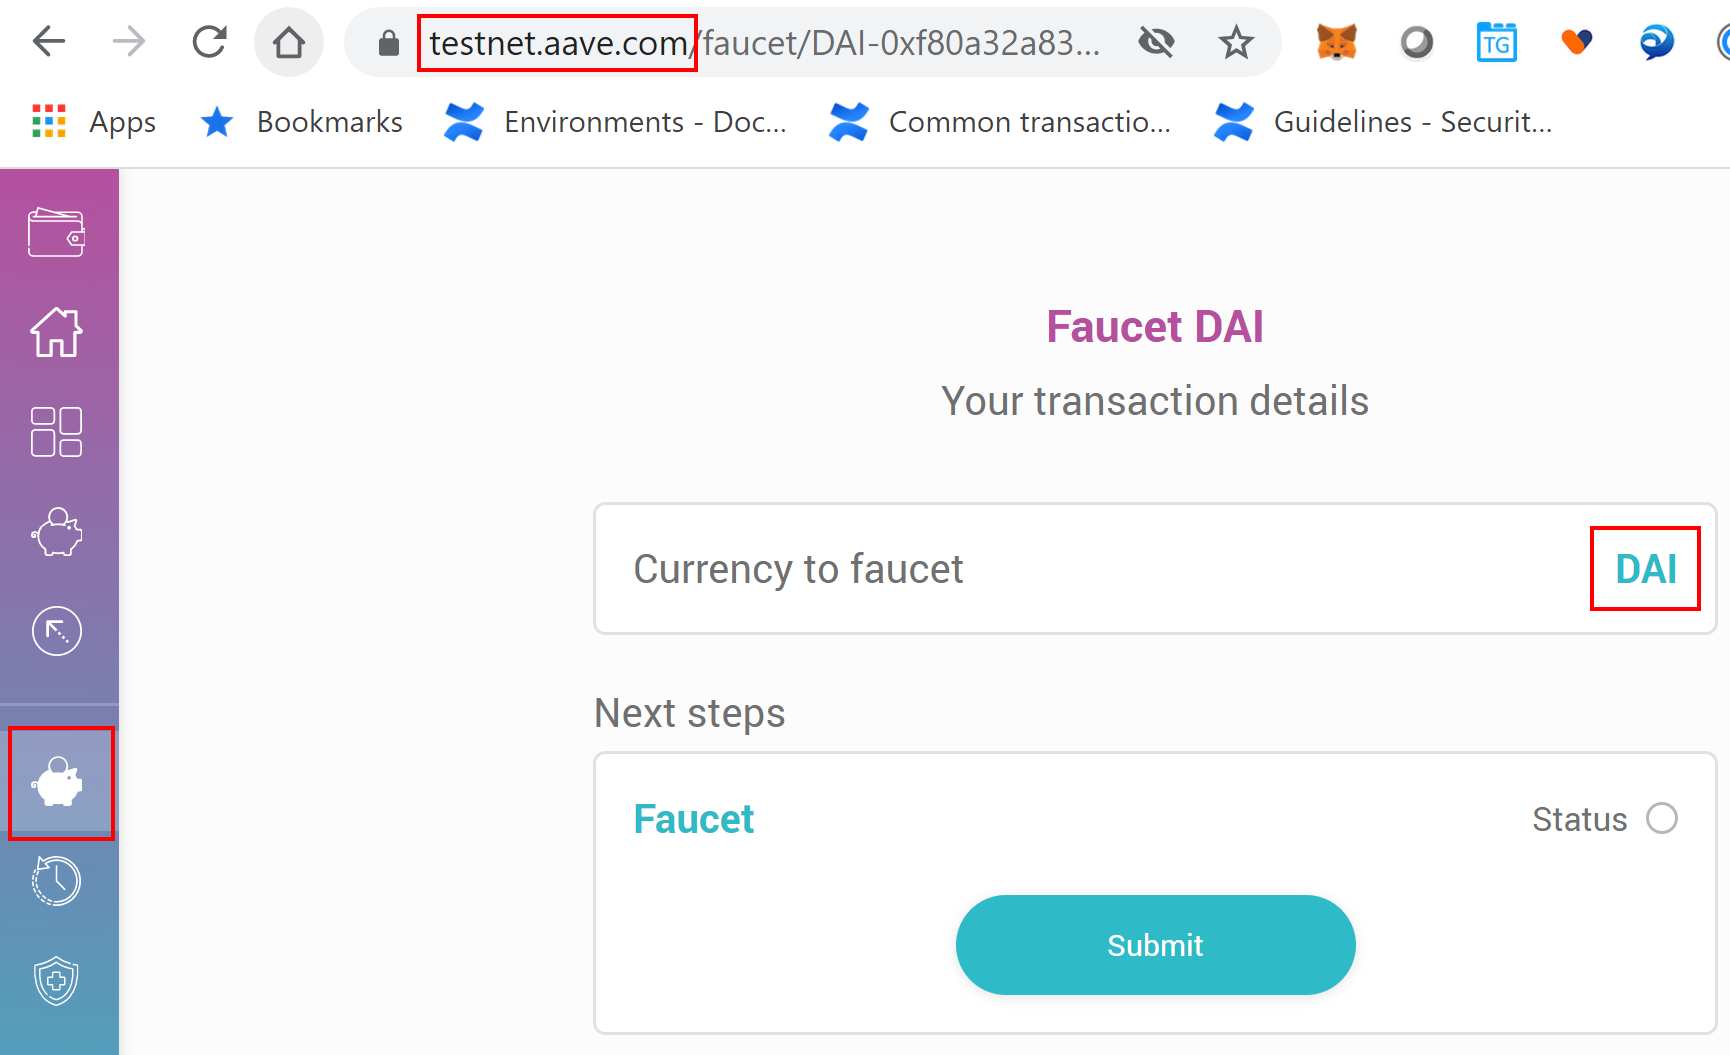 testnet.aave.com/faucet/DAI-0xf80a32a83...
TG
Apps
Bookmarks
Environments - Doc...
Common transactio...
Guidelines - Securit...
Faucet DAI
Your transaction details
Currency to faucet
DAI
Next steps
Faucet
Status
Submit